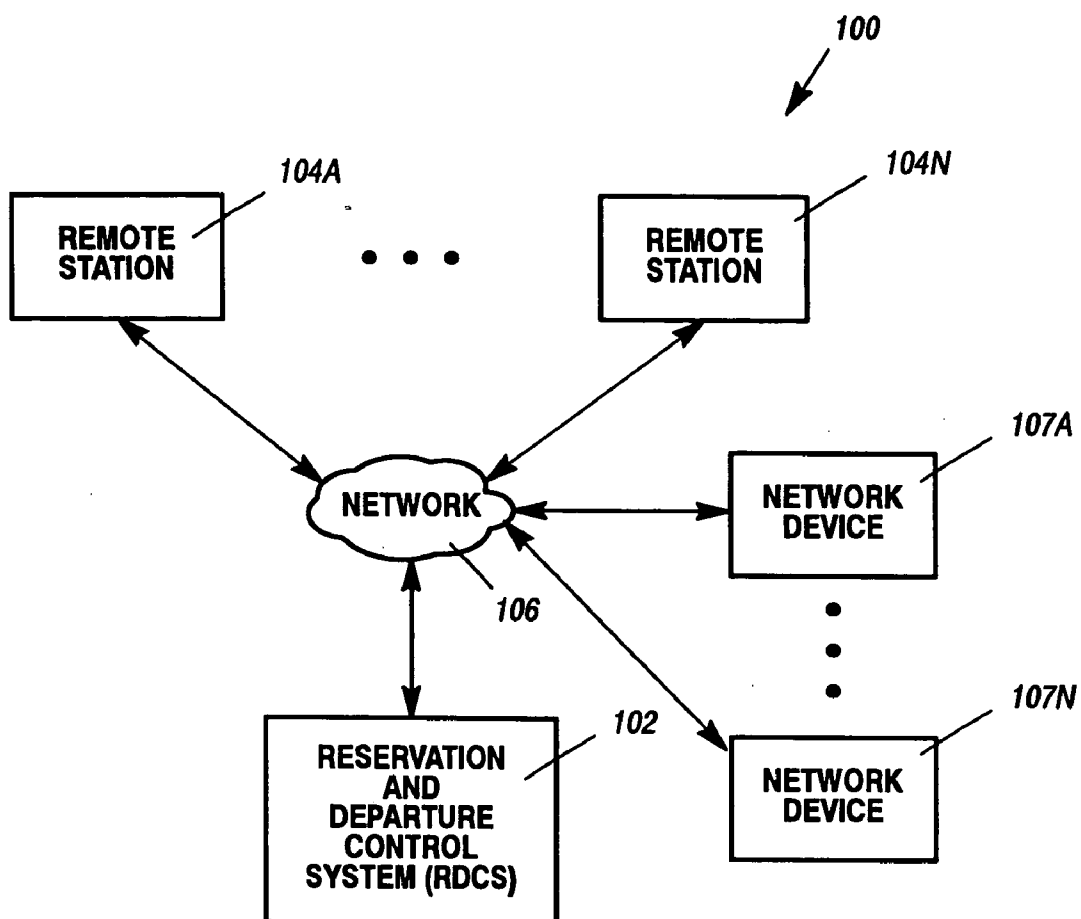 100
104A
104N
REMOTE
STATION
REMOTE
STATION
107A
NETWORK
NETWORK
DEVICE
106
107N
102
RESERVATION
AND
DEPARTURE
CONTROL
SYSTEM (RDCS)
NETWORK
DEVICE